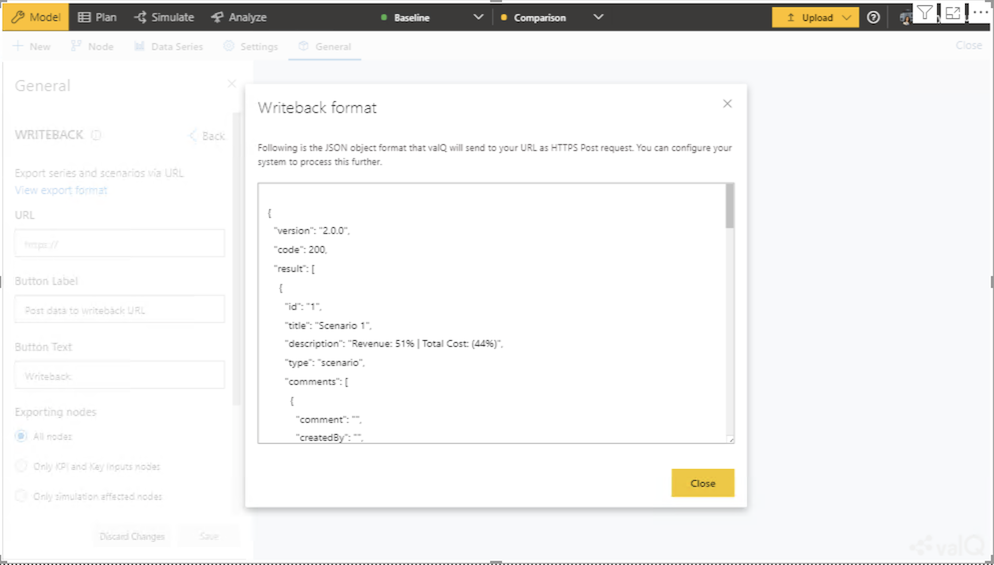 Model Plan Simulate Analyze Baseline Comparison Upload
New Node Data Series Settings General Close
General
WRITEBACK Back
Export series and scenarios via URL
View export format
URL
https://
Button Label
Post data to writeback URL
Button Text
Writeback
Exporting nodes
All nodes
Only KPI and Key Inputs nodes
Only simulation affected nodes
Discard Changes Save
Writeback format
Following is the JSON object format that valQ will send to your URL as HTTPS Post request. You can configure your
system to process this further.
{
"version": "2.0.0",
"code": 200,
"result": [
{
"id": "1",
"title": "Scenario 1",
"description": "Revenue: 51% | Total Cost: (44%)",
"type": "scenario",
"comments": [
{
"comment": "",
"createdBy": "",
Close
valQ